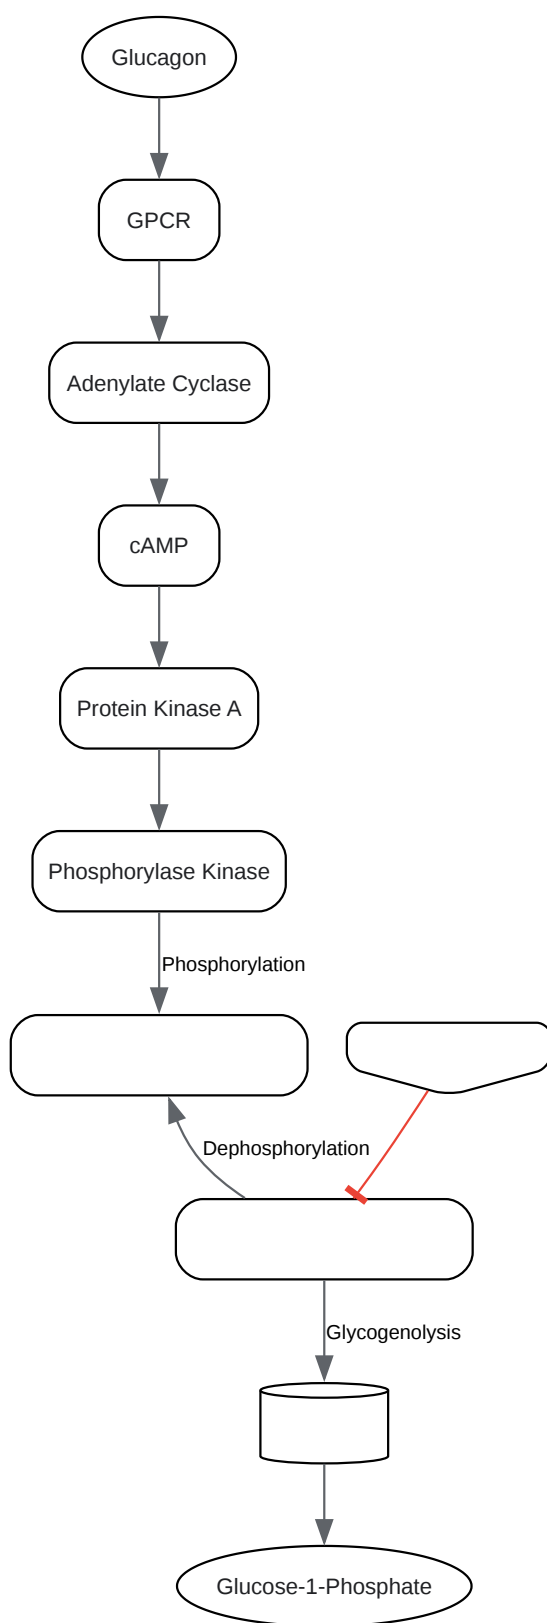 Glucagon
GPCR
Adenylate Cyclase
cAMP
Protein Kinase A
Phosphorylase Kinase
Phosphorylation
Dephosphorylation
Glycogenolysis
Glucose-1-Phosphate